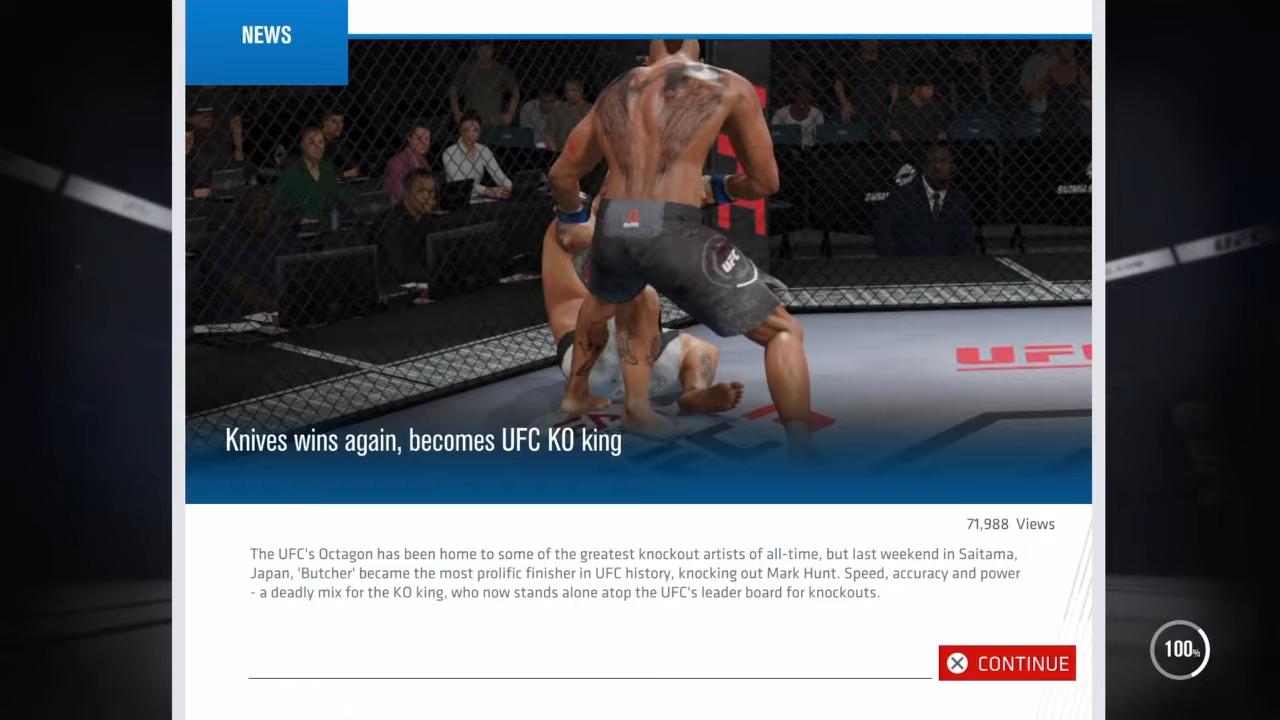 NEWS
UFC
UFC
Knives wins again, becomes UFC KO king
71,988 Views
The UFC's Octagon has been home to some of the greatest knockout artists of all-time, but last weekend in Saitama,
Japan, 'Butcher' became the most prolific finisher in UFC history, knocking out Mark Hunt. Speed, accuracy and power
- a deadly mix for the KO king, who now stands alone atop the UFC's leader board for knockouts.
100%
CONTINUE